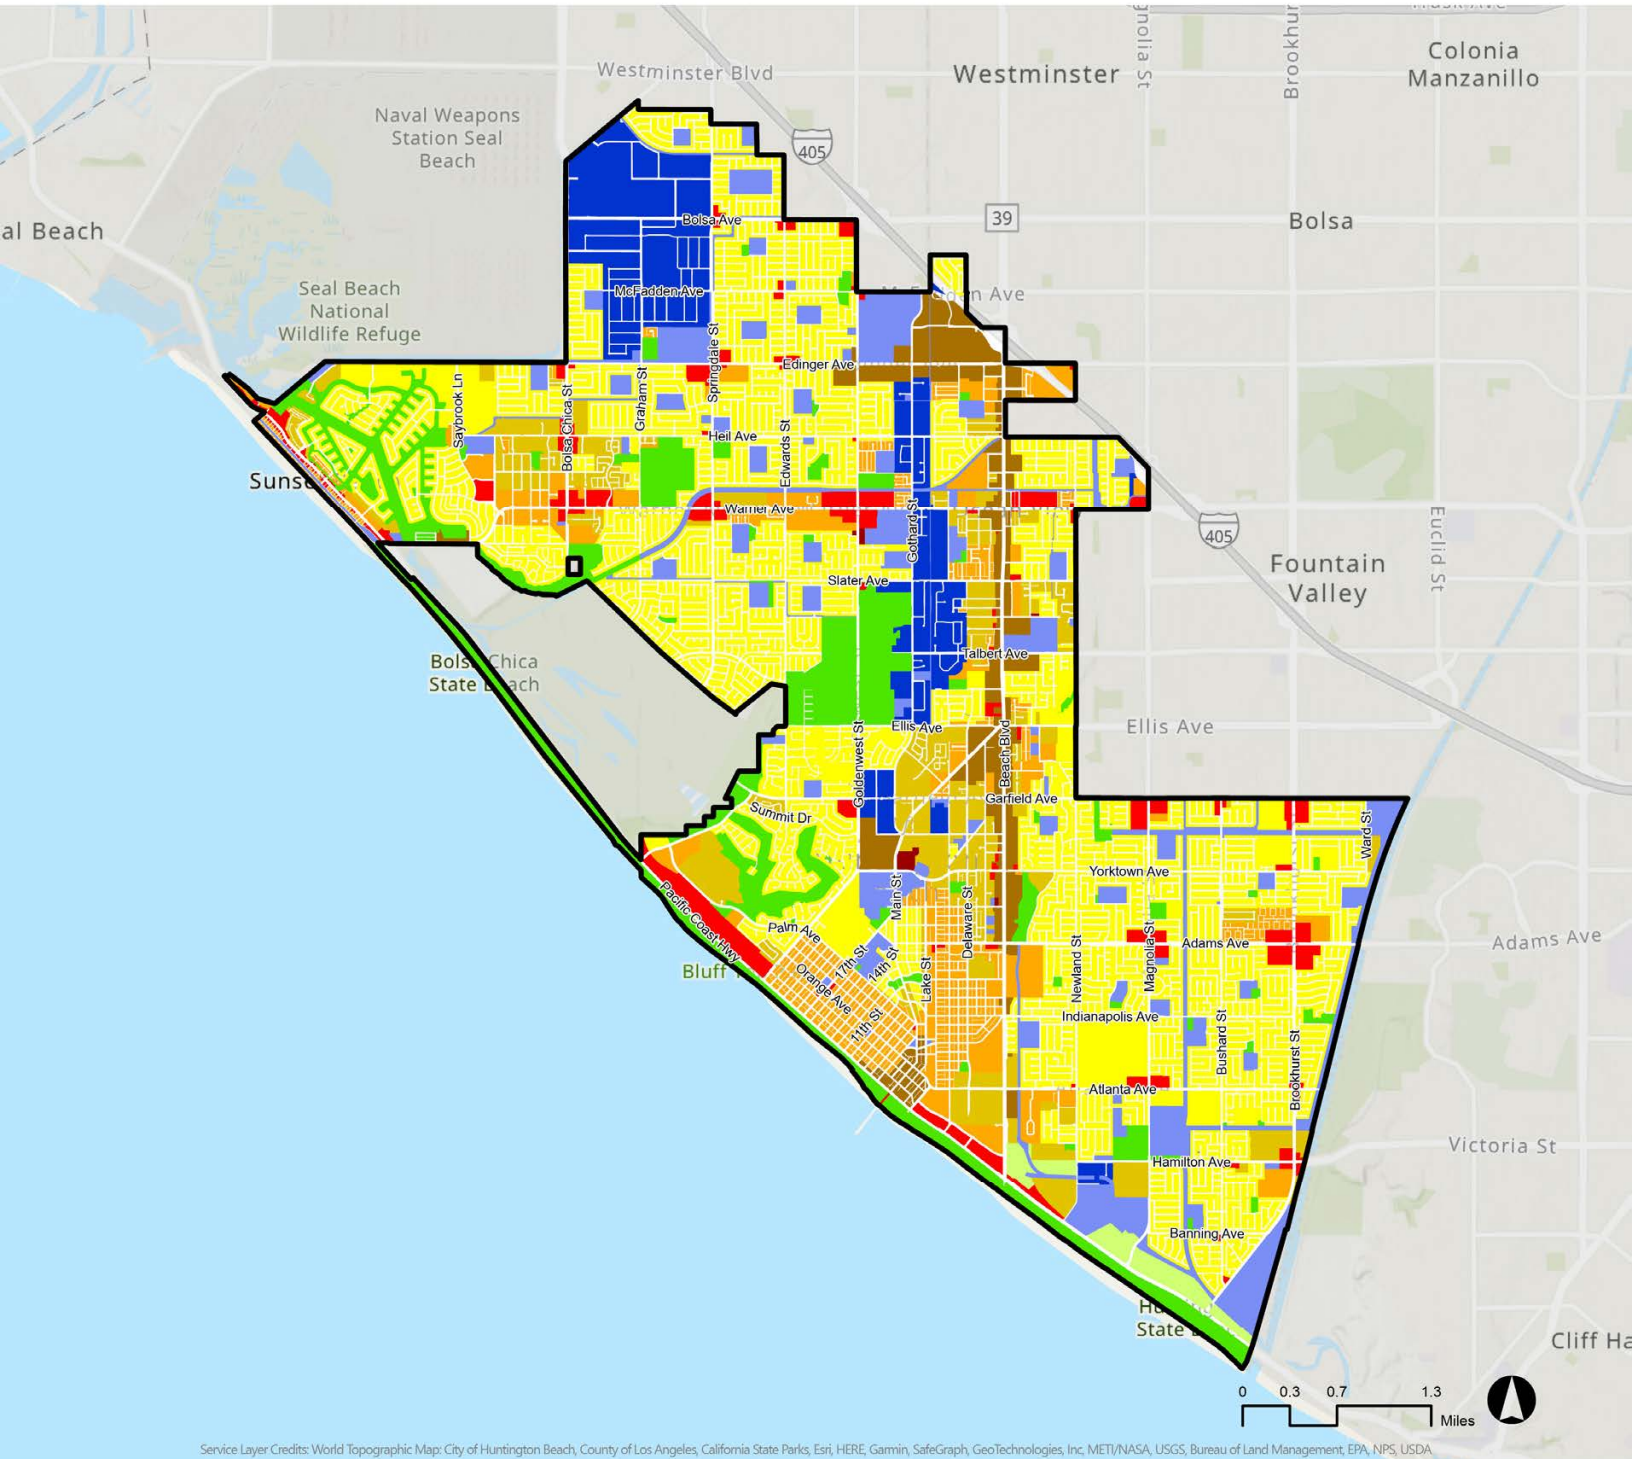 Westminster Blvd
Westminster
Colonia
Manzanillo
Naval Weapons
Station Seal
Beach
405
39
Bolsa
Bolsa Ave
al Beach
Seal Beach
National
Wildlife Refuge
McFadden Ave
Ave
Springdale St
Edinger Ave
Saybrook Ln
Bolsa Chica St
Graham St
Heil Ave
Edwards St
Warner Ave
Gothard St
405
Euclid St
Fountain
Valley
Slater Ave
Talbert Ave
Chica
State
Ellis Ave
Ellis Ave
Goldenwest St
Beach Blvd
Garfield Ave
Summit Dr
Ward St
Yorktown Ave
Main St
Delaware St
Pacific Coast Hwy
Palm Ave
17th St
14th St
Orange Ave
11th St
Lake St
Newland St
Magnolia St
Adams Ave
Adams Ave
Bluff
Indianapolis Ave
Bushard St
Brookhurst St
Atlanta Ave
Victoria St
Hamilton Ave
Banning Ave
State
Cliff Ha
0 0.3 0.7 1.3
Miles
Service Layer Credits: World Topographic Map: City of Huntington Beach, County of Los Angeles, California State Parks, Esri, HERE, Garmin, SafeGraph, GeoTechnologies, Inc, METI/NASA, USGS, Bureau of Land Management, EPA, NPS, USDA